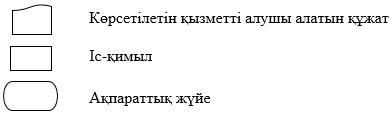 Көрсетілетін қызметті алушы алатын құжат
Іс-қимыл
Ақпараттық жүйе